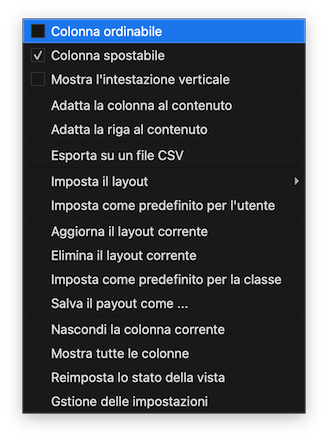 Colonna ordinabile
Colonna spostabile
Mostra l'intestazione verticale
Adatta la colonna al contenuto
Adatta la riga al contenuto
Esporta su un file CSV
Imposta il layout
Imposta come predefinito per l'utente
Aggiorna il layout corrente
Elimina il layout corrente
Imposta come predefinito per la classe
Salva il payout come ...
Nascondi la colonna corrente
Mostra tutte le colonne
Reimposta lo stato della vista
Gstione delle impostazioni